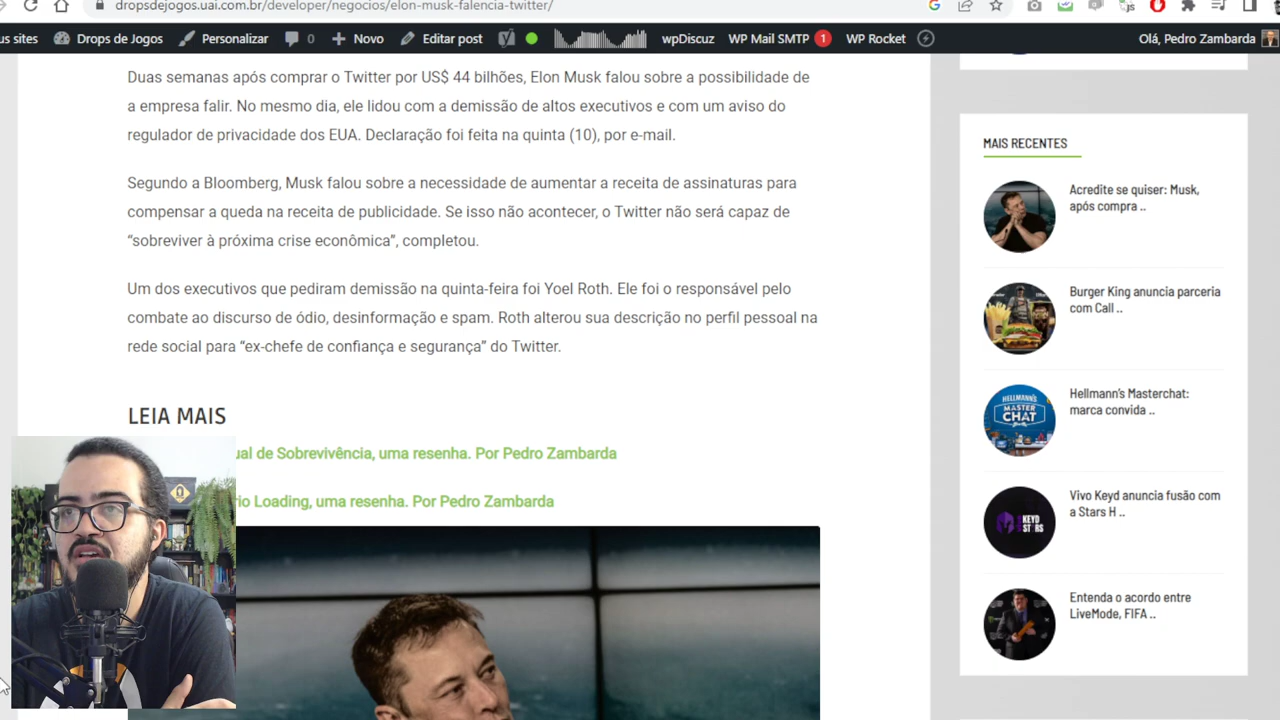 dropsdejogos.uai.com.br/developer/negocios/elon-musk-falencia-twitter/
us sites
Drops de Jogos
Personalizar
0
Novo
Editar post
wpDiscuz
WP Mail SMTP 1
WP Rocket
Olá, Pedro Zambarda
Duas semanas após comprar o Twitter por US$ 44 bilhões, Elon Musk falou sobre a possibilidade de
a empresa falir. No mesmo dia, ele lidou com a demissão de altos executivos e com um aviso do
regulador de privacidade dos EUA. Declaração foi feita na quinta (10), por e-mail.
Segundo a Bloomberg, Musk falou sobre a necessidade de aumentar a receita de assinaturas para
compensar a queda na receita de publicidade. Se isso não acontecer, o Twitter não será capaz de
“sobreviver à próxima crise econômica”, completou.
Um dos executivos que pediram demissão na quinta-feira foi Yoel Roth. Ele foi o responsável pelo
combate ao discurso de ódio, desinformação e spam. Roth alterou sua descrição no perfil pessoal na
rede social para “ex-chefe de confiança e segurança” do Twitter.
LEIA MAIS
ual de Sobrevivência, uma resenha. Por Pedro Zambarda
rio Loading, uma resenha. Por Pedro Zambarda
MAIS RECENTES
Acredite se quiser: Musk,
após compra ..
Burger King anuncia parceria
com Call ..
Hellmann’s Masterchat:
marca convida ..
HELLMANN'S
MASTER
CHAT
Vivo Keyd anuncia fusão com
a Stars H ..
KEYD
STARS
Entenda o acordo entre
LiveMode, FIFA ..